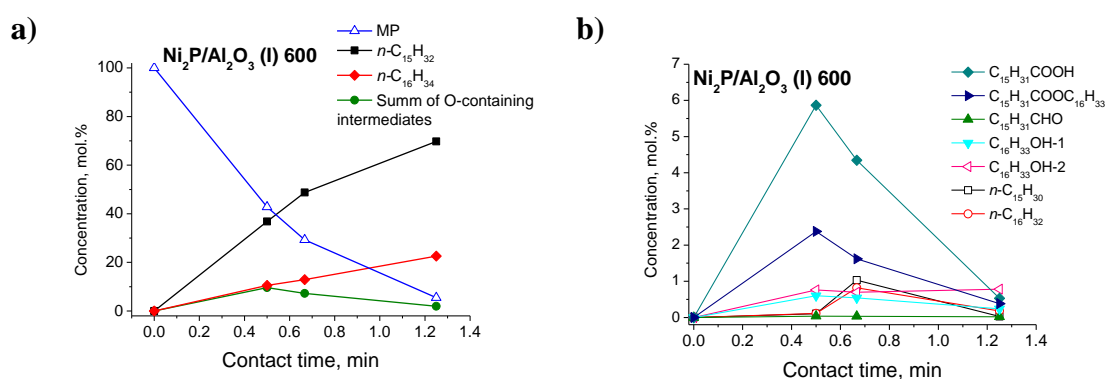 a)
Ni₂P/Al₂O₃ (I) 600
MP
n-C₁₅H₃₂
n-C₁₆H₃₄
Summ of O-containing
intermediates
Concentration, mol.%
100
80
60
40
20
0
0.0 0.2 0.4 0.6 0.8 1.0 1.2 1.4
Contact time, min
b)
Ni₂P/Al₂O₃ (I) 600
C₁₅H₃₁COOH
C₁₅H₃₁COOC₁₆H₃₃
C₁₅H₃₁CHO
C₁₆H₃₃OH-1
C₁₆H₃₃OH-2
n-C₁₅H₃₀
n-C₁₆H₃₂
Concentration, mol.%
7
6
5
4
3
2
1
0
0.0 0.2 0.4 0.6 0.8 1.0 1.2 1.4
Contact time, min